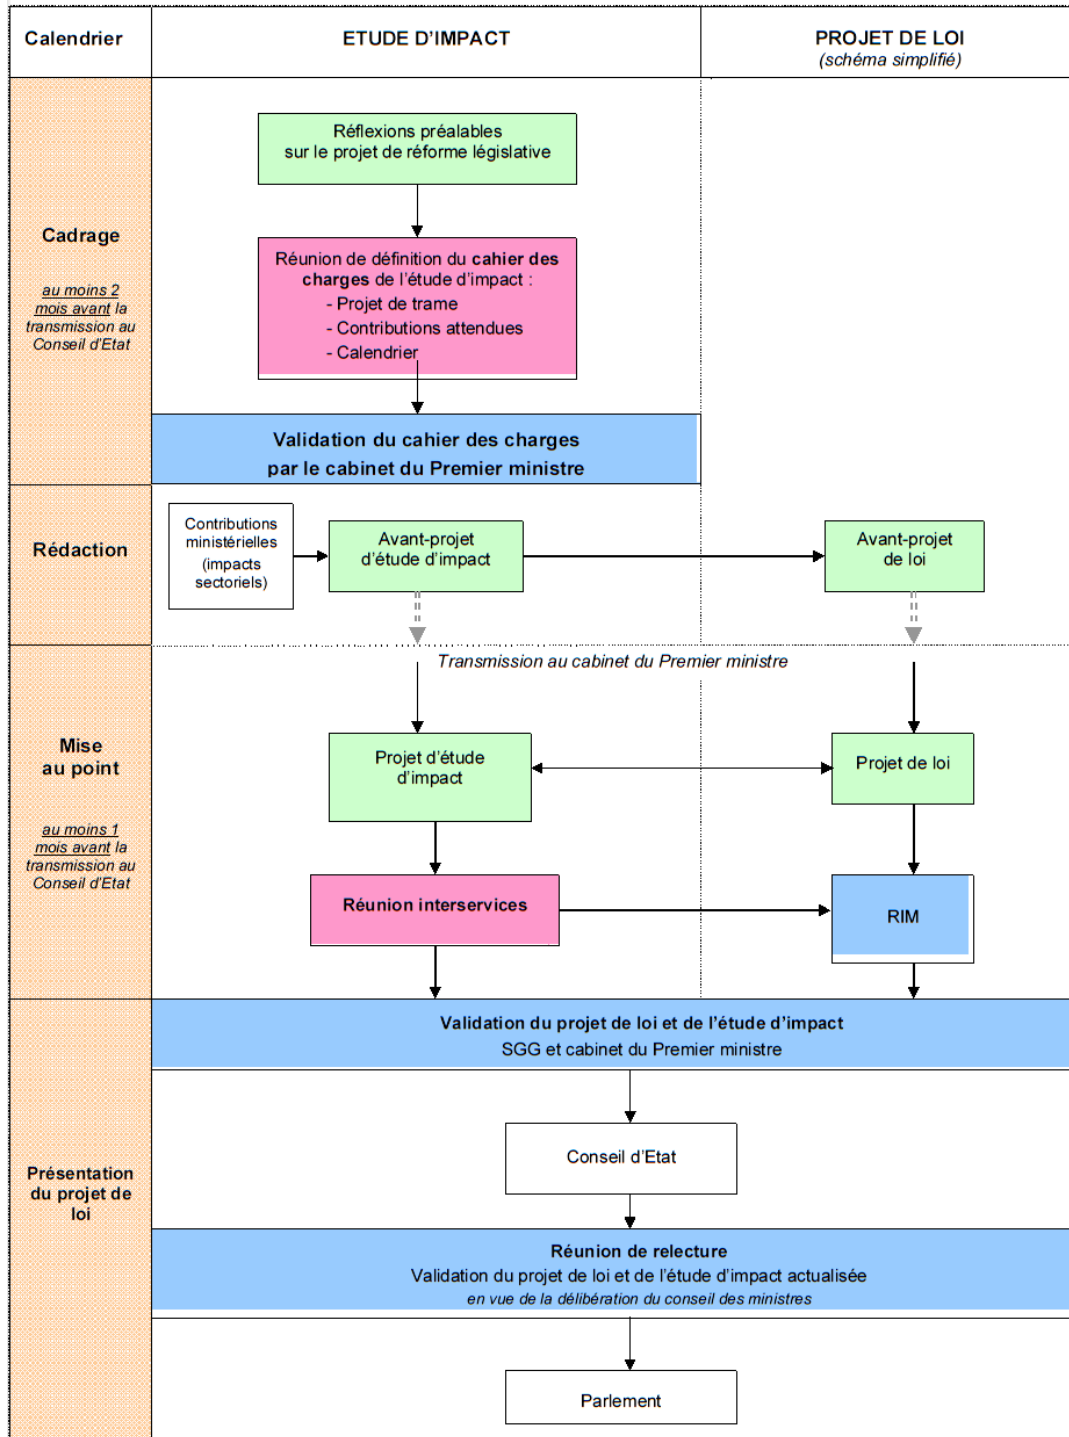 Calendrier
ETUDE D'IMPACT
PROJET DE LOI
(schéma simplifié)
Cadrage
au moins 2
mois avant la
transmission au
Conseil d'Etat
Réflexions préalables
sur le projet de réforme législative
Réunion de définition du cahier des
charges de l'étude d'impact :
- Projet de trame
- Contributions attendues
- Calendrier
Validation du cahier des charges
par le cabinet du Premier ministre
Rédaction
Contributions
ministérielles
(impacts
sectoriels)
Avant-projet
d'étude d'impact
Avant-projet
de loi
Transmission au cabinet du Premier ministre
Mise
au point
au moins 1
mois avant la
transmission au
Conseil d'Etat
Projet d'étude
d'impact
Projet de loi
Réunion interservices
RIM
Présentation
du projet de
loi
Validation du projet de loi et de l'étude d'impact
SGG et cabinet du Premier ministre
Conseil d'Etat
Réunion de relecture
Validation du projet de loi et de l'étude d'impact actualisée
en vue de la délibération du conseil des ministres
Parlement